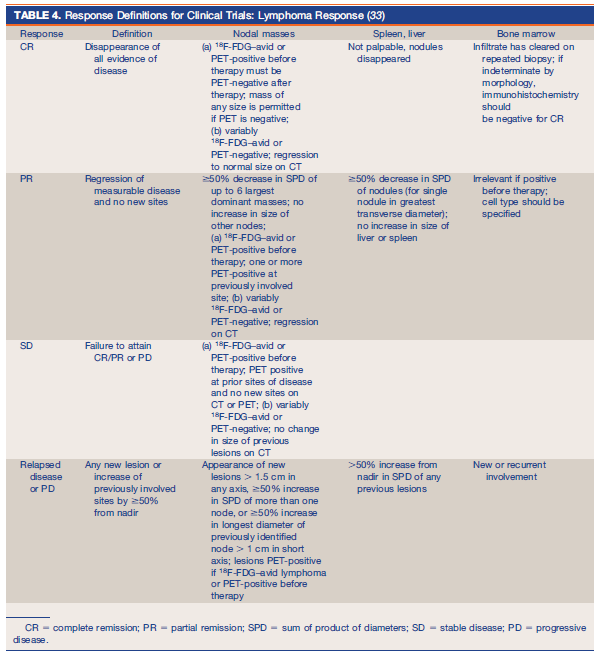 TABLE 4. Response Definitions for Clinical Trials: Lymphoma Response (33)
Response
Definition
Nodal masses
Spleen, liver
Bone marrow
CR
Disappearance of
all evidence of
disease
(a) ¹⁸F-FDG–avid or
PET-positive before
therapy must be
PET-negative after
therapy; mass of
any size is permitted
if PET is negative;
(b) variably
¹⁸F-FDG–avid or
PET-negative; regression
to normal size on CT
Not palpable, nodules
disappeared
Infiltrate has cleared on
repeated biopsy; if
indeterminate by
morphology,
immunohistochemistry
should
be negative for CR
PR
Regression of
measurable disease
and no new sites
≥50% decrease in SPD of
up to 6 largest
dominant masses; no
increase in size of
other nodes;
(a) ¹⁸F-FDG–avid or
PET-positive before
therapy; one or more
PET-positive at
previously involved
site; (b) variably
¹⁸F-FDG–avid or
PET-negative; regression
on CT
≥50% decrease in SPD
of nodules (for single
nodule in greatest
transverse diameter);
no increase in size of
liver or spleen
Irrelevant if positive
before therapy;
cell type should be
specified
SD
Failure to attain
CR/PR or PD
(a) ¹⁸F-FDG–avid or
PET-positive before
therapy; PET positive
at prior sites of disease
and no new sites on
CT or PET; (b) variably
¹⁸F-FDG–avid or
PET-negative; no change
in size of previous
lesions on CT
Relapsed
disease
or PD
Any new lesion or
increase of
previously involved
sites by ≥50%
from nadir
Appearance of new
lesions > 1.5 cm in
any axis, ≥50% increase
in SPD of more than one
node, or ≥50% increase
in longest diameter of
previously identified
node > 1 cm in short
axis; lesions PET-positive
if ¹⁸F-FDG–avid lymphoma
or PET-positive before
therapy
>50% increase from
nadir in SPD of any
previous lesions
New or recurrent
involvement
CR = complete remission; PR = partial remission; SPD = sum of product of diameters; SD = stable disease; PD = progressive
disease.